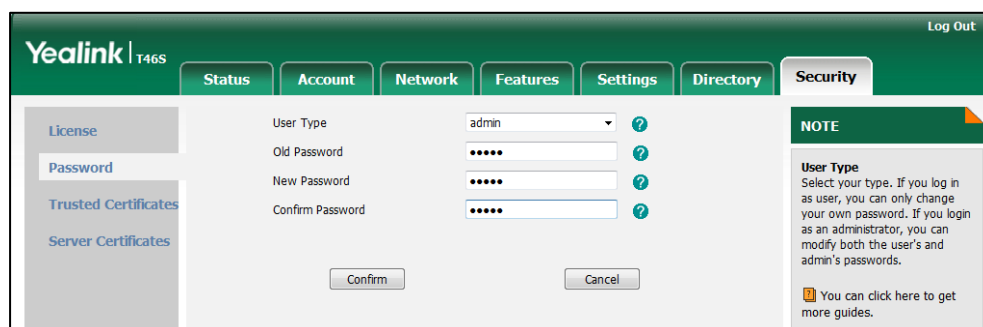 Log Out
Yealink | T46S
Status Account Network Features Settings Directory Security
License
Password
Trusted Certificates
Server Certificates
User Type admin ?
Old Password ••••• ?
New Password ••••• ?
Confirm Password ••••• ?
Confirm Cancel
NOTE
User Type
Select your type. If you log in
as user, you can only change
your own password. If you login
as an administrator, you can
modify both the user's and
admin's passwords.
? You can click here to get
more guides.